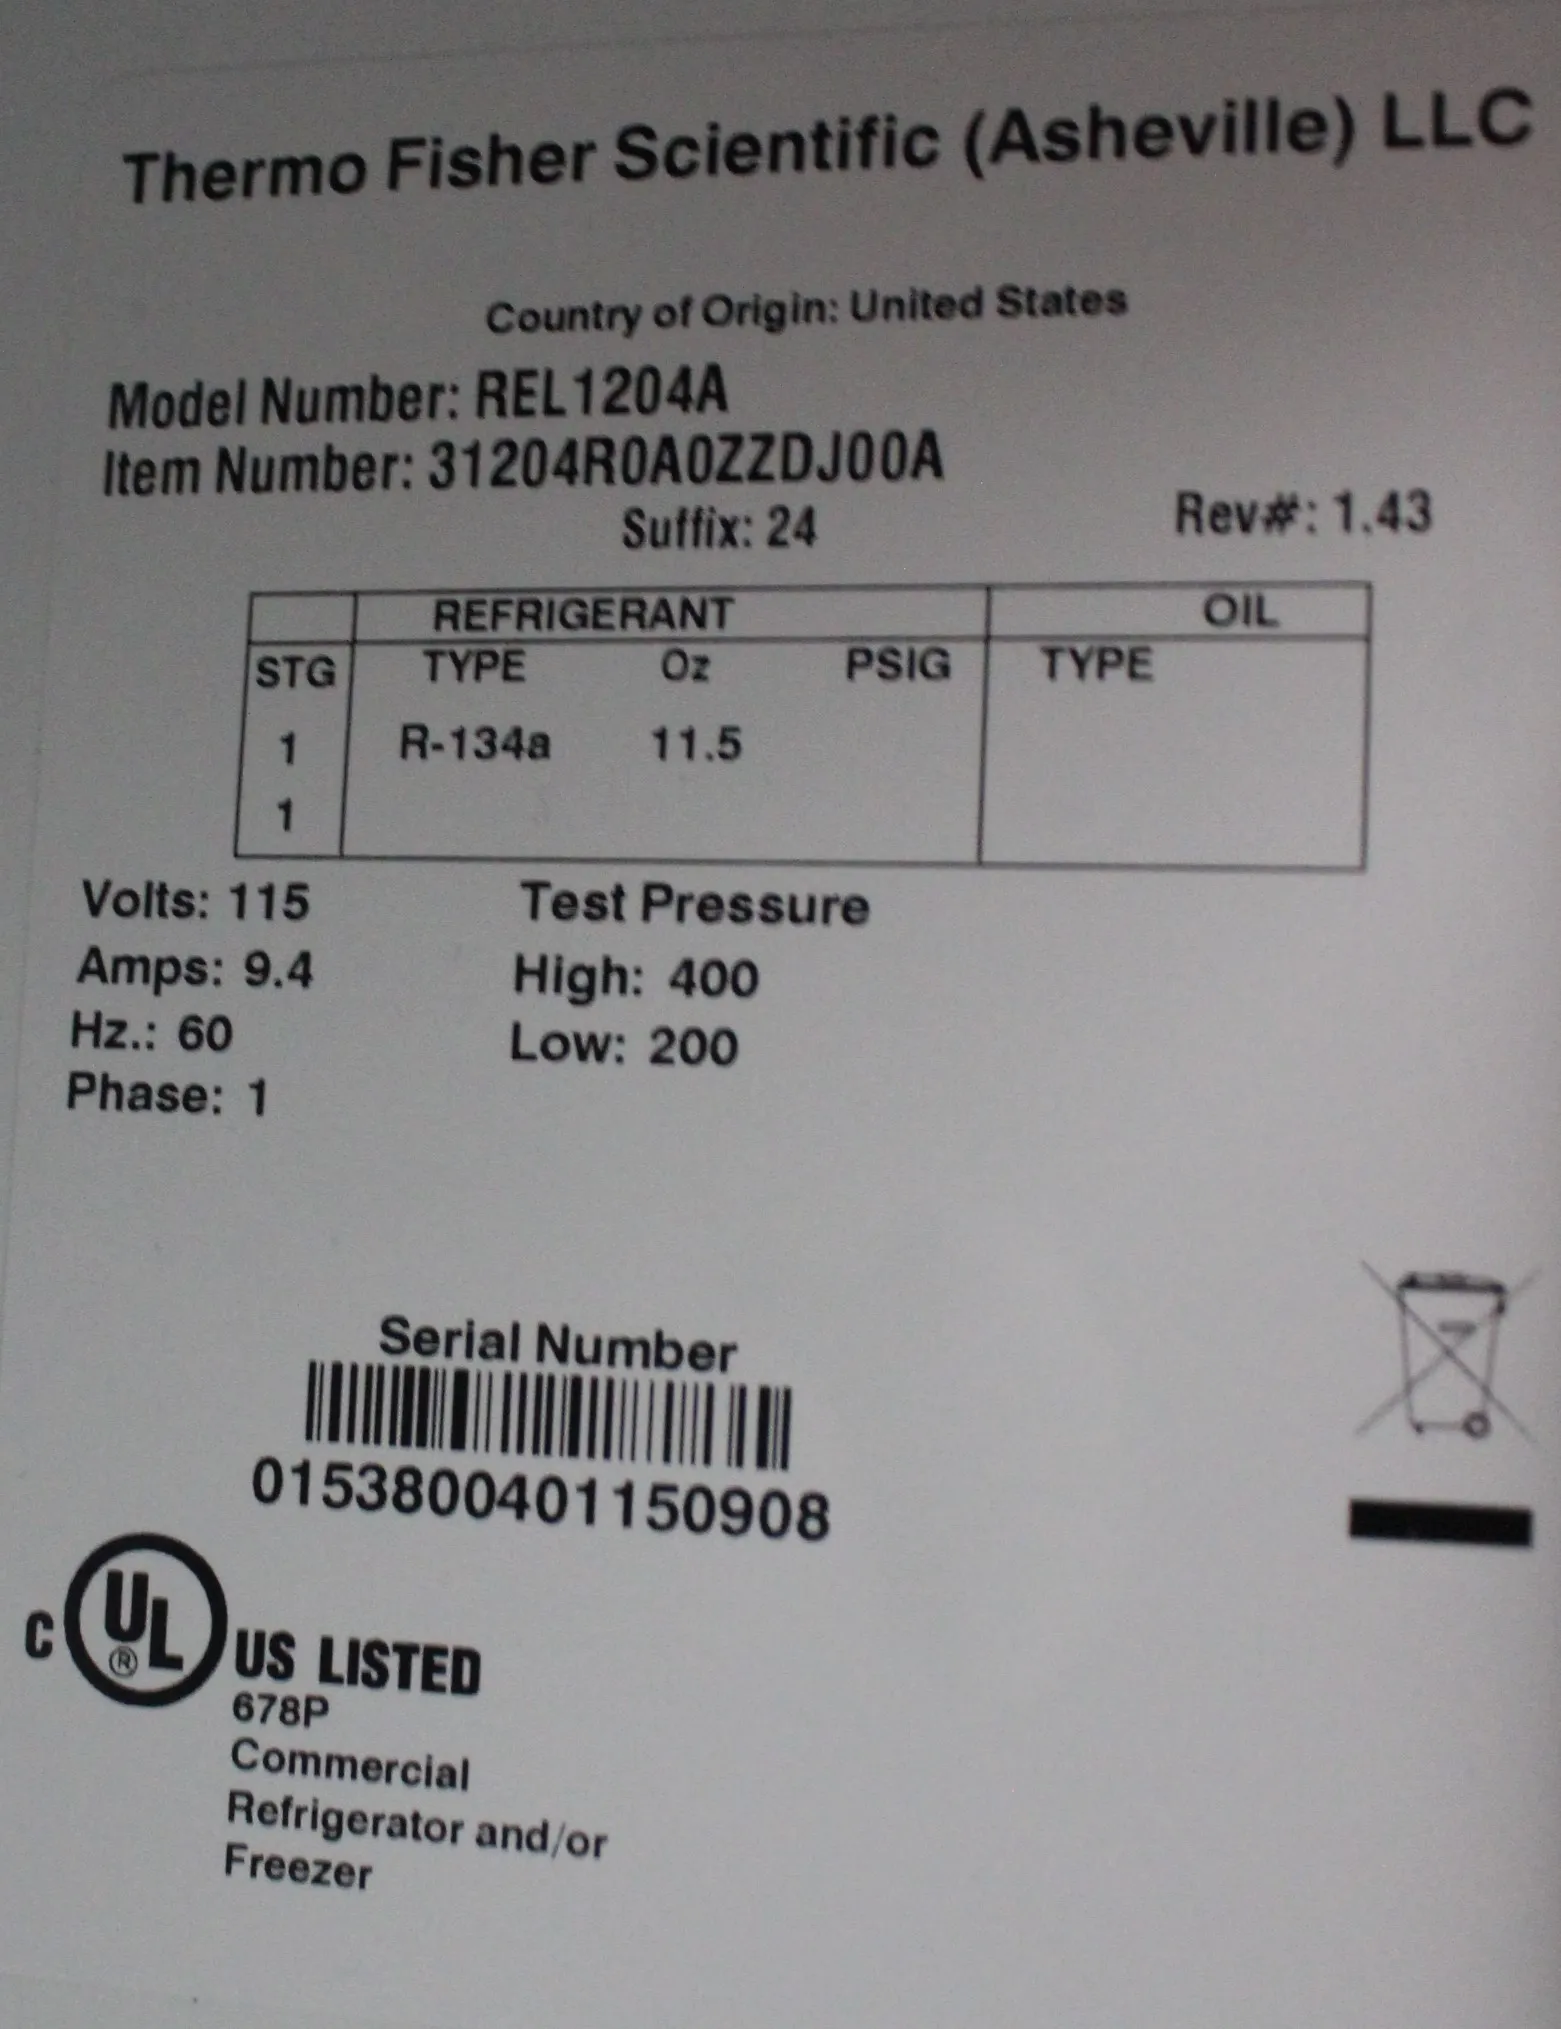 Thermo Fisher Scientific (Asheville) LLC
Country of Origin: United States
Model Number: REL1204A
Item Number: 31204R0A0ZZDJ00A
Suffix: 24
Rev#: 1.43
REFRIGERANT OIL
STG TYPE Oz PSIG TYPE
1 R-134a 11.5
1
Volts: 115
Amps: 9.4
Hz.: 60
Phase: 1
Test Pressure
High: 400
Low: 200
Serial Number
0153800401150908
C UL ® US LISTED
678P
Commercial
Refrigerator and/or
Freezer